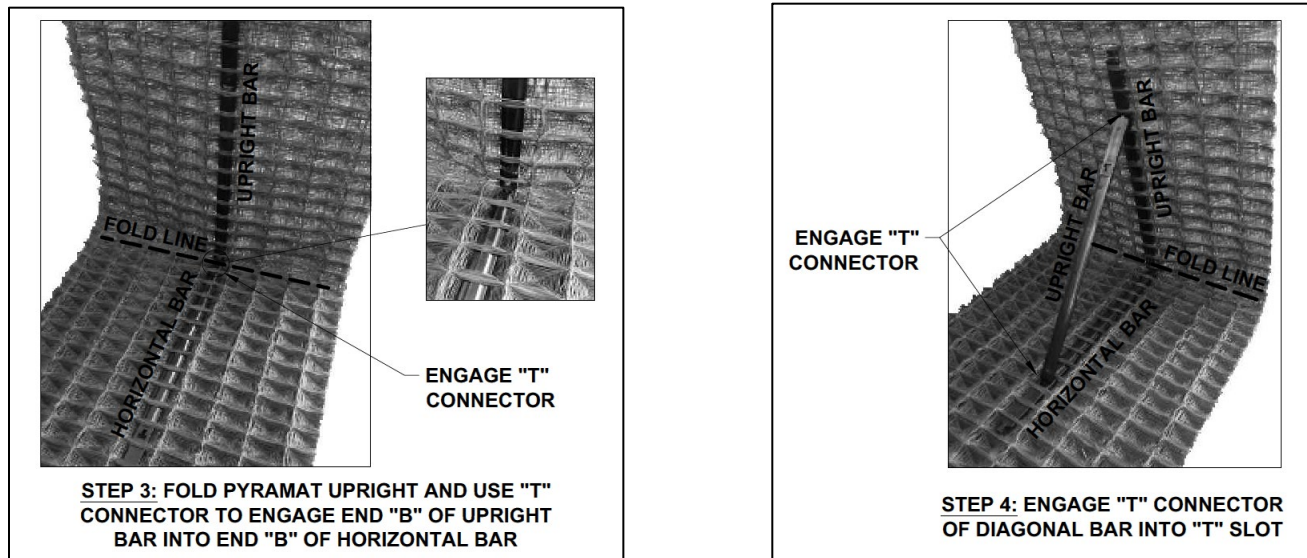 UPRIGHT BAR
FOLD LINE
HORIZONTAL BAR
ENGAGE "T"
CONNECTOR
STEP 3: FOLD PYRAMAT UPRIGHT AND USE "T"
CONNECTOR TO ENGAGE END "B" OF UPRIGHT
BAR INTO END "B" OF HORIZONTAL BAR
UPRIGHT BAR
UPRIGHT BAR
ENGAGE "T"
CONNECTOR
FOLD LINE
HORIZONTAL BAR
STEP 4: ENGAGE "T" CONNECTOR
OF DIAGONAL BAR INTO "T" SLOT